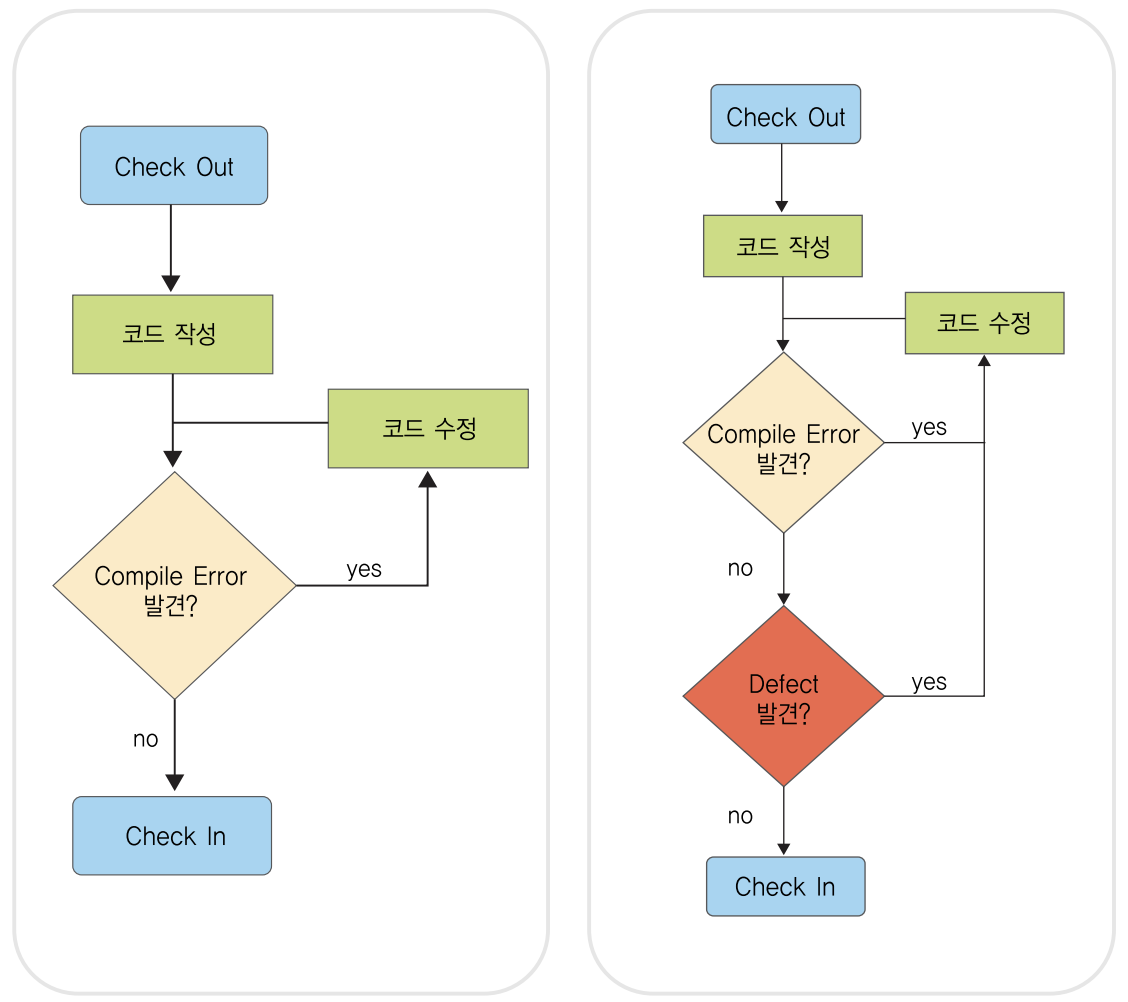 Check Out
코드 작성
코드 수정
Compile Error
발견?
yes
no
Check In
Check Out
코드 작성
코드 수정
Compile Error
발견?
yes
no
Defect
발견?
yes
no
Check In